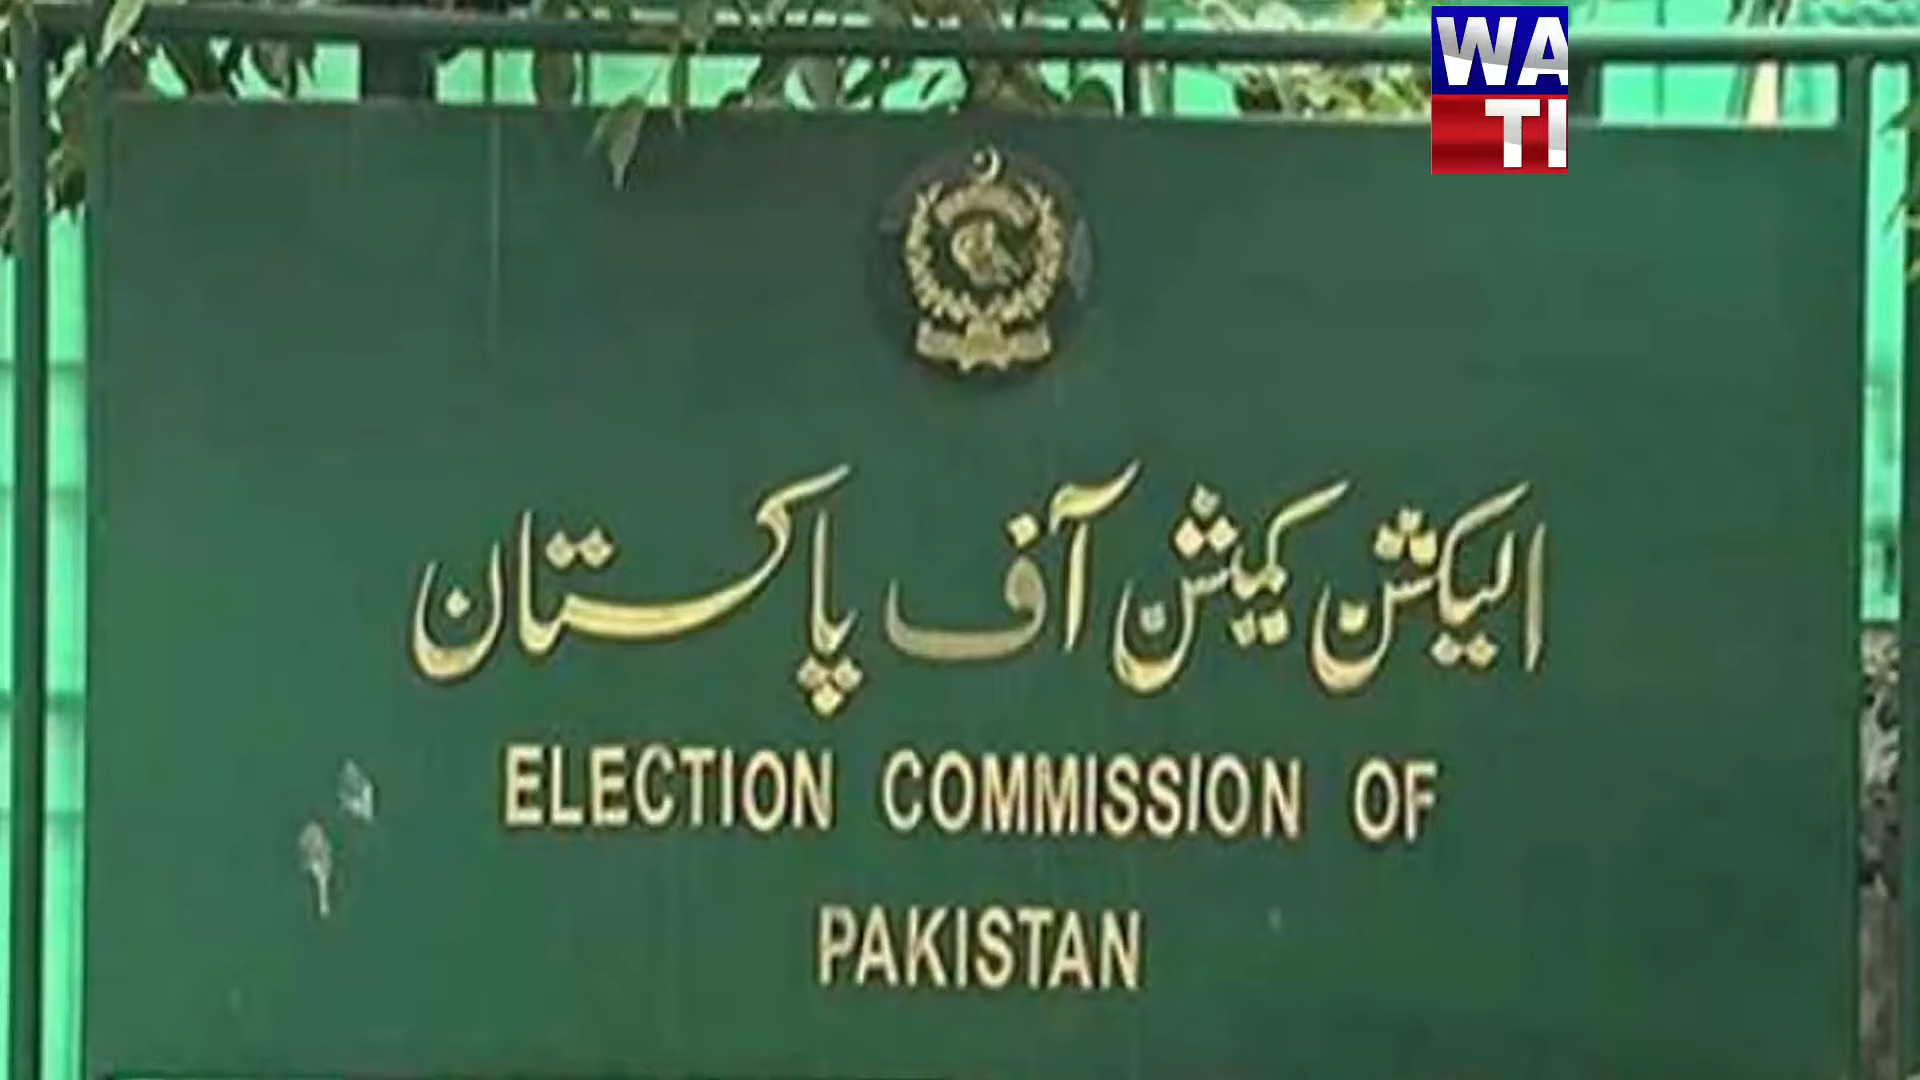 WA
TI
الیکشن کمیشن آف پاکستان
ELECTION COMMISSION OF
PAKISTAN